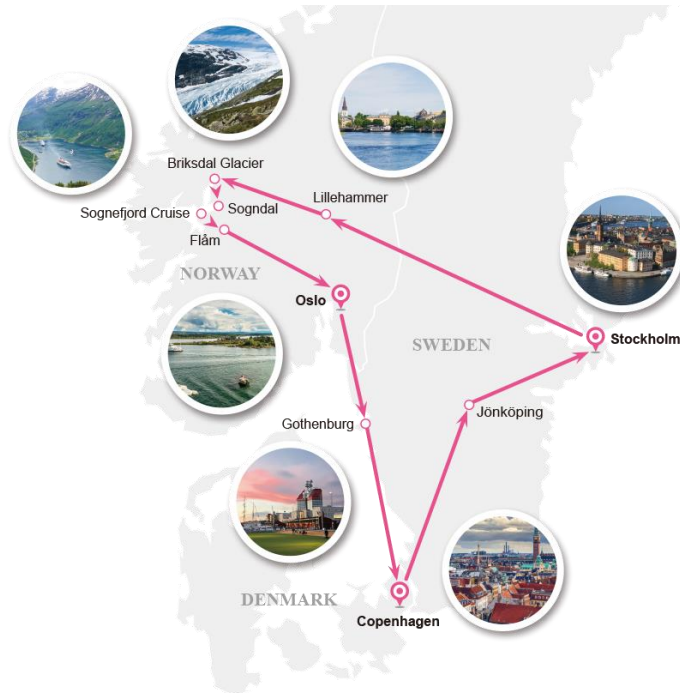 Briksdal Glacier
Lillehammer
Sogndal
Sognefjord Cruise
Flåm
NORWAY
Oslo
SWEDEN
Stockholm
Jönköping
Gothenburg
DENMARK
Copenhagen